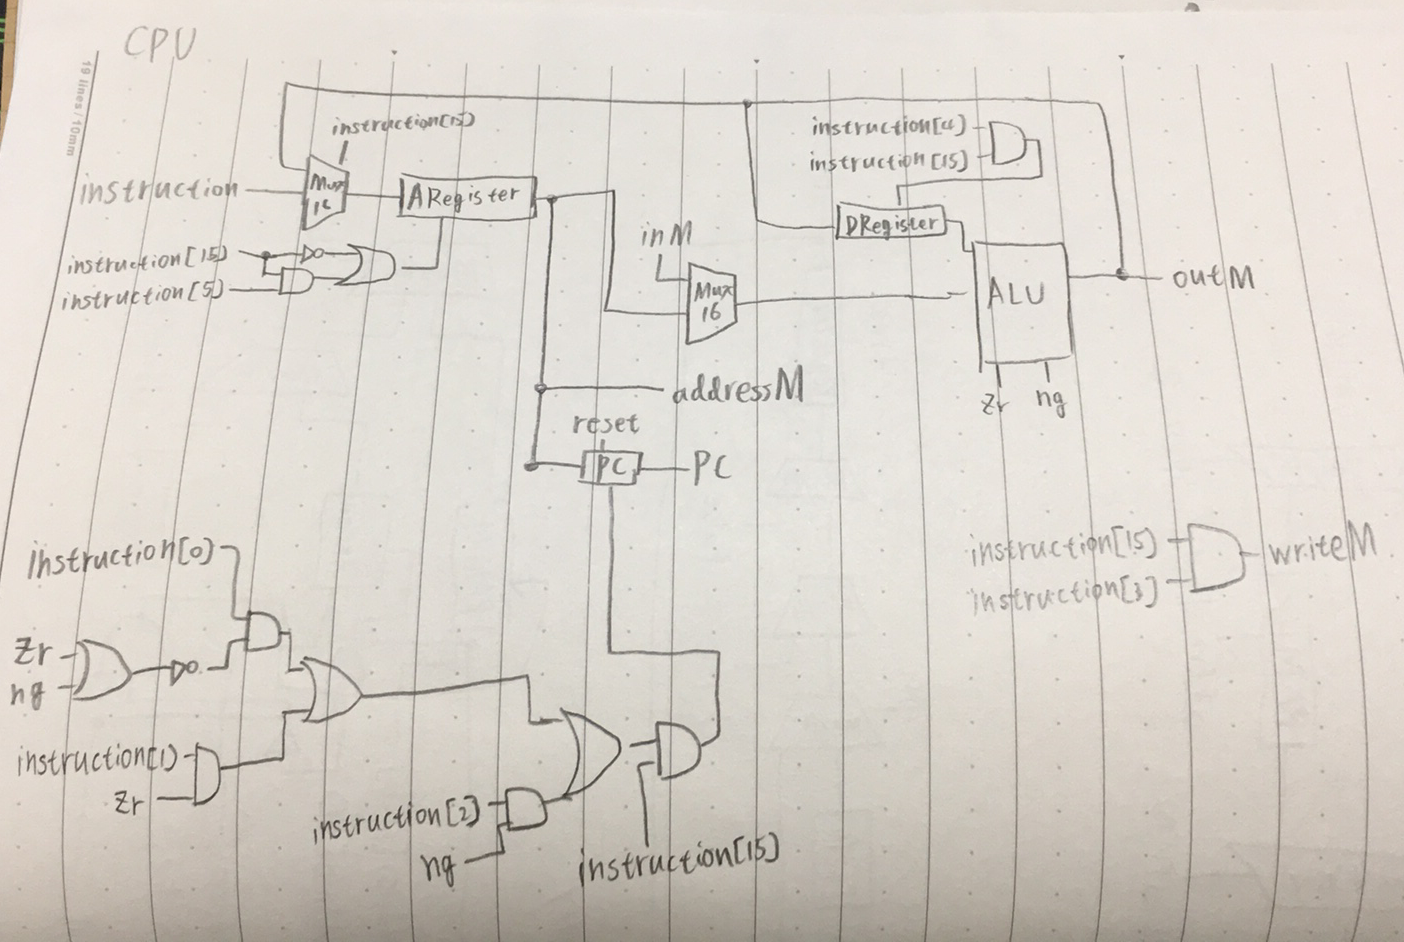 CPU
19 lines / 10mm
instruction[15]
instruction
Mux
16
ARegister
instruction[15]
instruction[5]
inM
Mux
16
instruction[4]
instruction[15]
DRegister
ALU
outM
zr
ng
addressM
reset
PC
PC
instruction[15]
instruction[3]
writeM
instruction[0]
zr
ng
instruction[1]
zr
instruction[2]
ng
instruction[15]